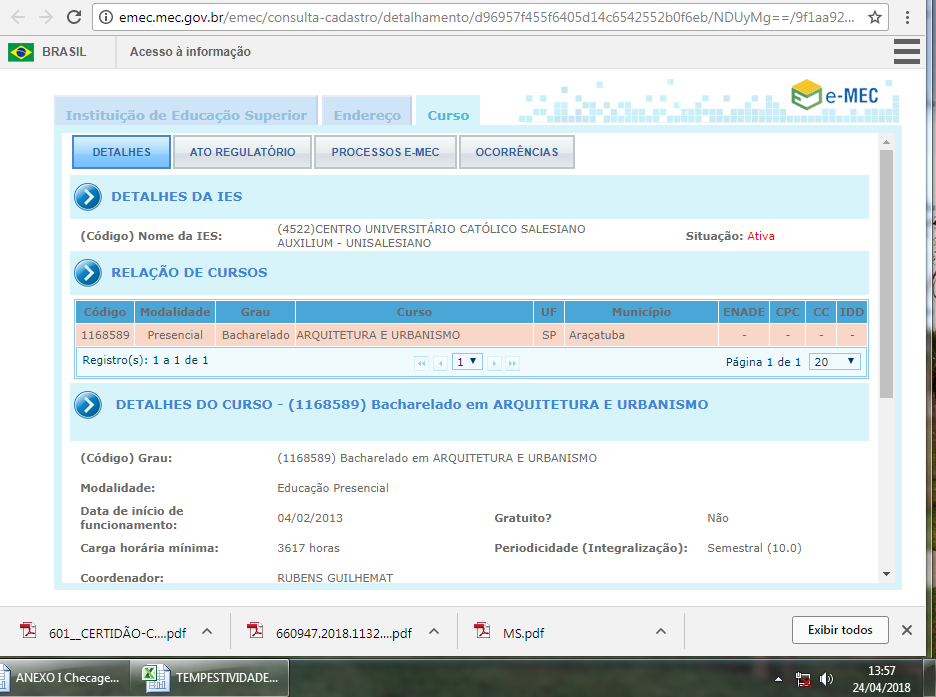 emec.mec.gov.br/emec/consulta-cadastro/detalhamento/d96957f455f6405d14c6542552b0f6eb/NDUyMg==/9f1aa92...
BRASIL Acesso à informação
e-MEC
Instituição de Educação Superior Endereço Curso
DETALHES ATO REGULATÓRIO PROCESSOS E-MEC OCORRÊNCIAS
DETALHES DA IES
(Código) Nome da IES: (4522)CENTRO UNIVERSITÁRIO CATÓLICO SALESIANO AUXILIUM - UNISALESIANO Situação: Ativa
RELAÇÃO DE CURSOS
Código Modalidade Grau Curso UF Município ENADE CPC CC IDD
1168589 Presencial Bacharelado ARQUITETURA E URBANISMO SP Araçatuba - - - -
Registro(s): 1 a 1 de 1 1 Página 1 de 1 20
DETALHES DO CURSO - (1168589) Bacharelado em ARQUITETURA E URBANISMO
(Código) Grau: (1168589) Bacharelado em ARQUITETURA E URBANISMO
Modalidade: Educação Presencial
Data de início de funcionamento: 04/02/2013 Gratuito? Não
Carga horária mínima: 3617 horas Periodicidade (Integralização): Semestral (10.0)
Coordenador: RUBENS GUILHEMAT
601__CERTIDÃO-C....pdf 660947.2018.1132....pdf MS.pdf Exibir todos
ANEXO I Checage... TEMPESTIVIDADE... 13:57
24/04/2018